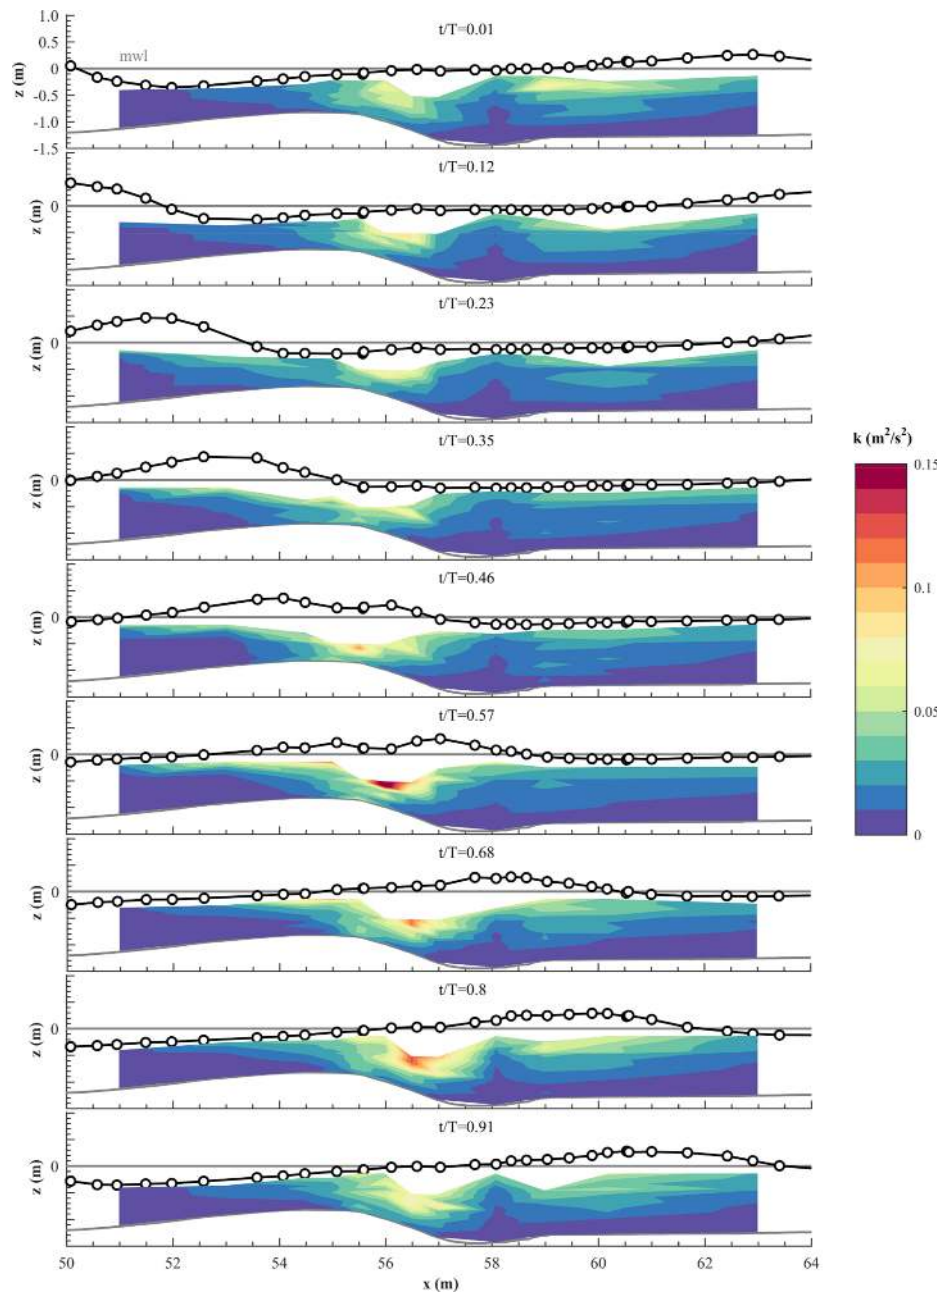 t/T=0.01
1.0
0.5
0
-0.5
-1.0
-1.5
z (m)
mwl
t/T=0.12
0
z (m)
t/T=0.23
0
z (m)
t/T=0.35
0
z (m)
t/T=0.46
0
z (m)
t/T=0.57
0
z (m)
t/T=0.68
0
z (m)
t/T=0.8
0
z (m)
t/T=0.91
0
z (m)
50 52 54 56 58 60 62 64
x (m)
k (m²/s²)
0.15
0.1
0.05
0